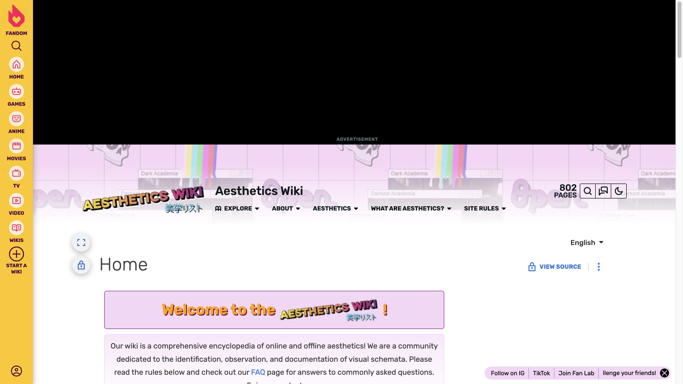 FANDOM
HOME
GAMES
ANIME
MOVIES
TV
VIDEO
WIKIS
START A
WIKI
ADVERTISEMENT
Dark Academia
Dark Academia
Dark Academia
AESTHETICS WIKI
美学リスト
Aesthetics Wiki
802
PAGES
EXPLORE
ABOUT
AESTHETICS
WHAT ARE AESTHETICS?
SITE RULES
English
Home
VIEW SOURCE
Welcome to the AESTHETICS WIKI 美学リスト !
Our wiki is a comprehensive encyclopedia of online and offline aesthetics! We are a community
dedicated to the identification, observation, and documentation of visual schemata. Please
read the rules below and check out our FAQ page for answers to commonly asked questions.
Follow on IG
TikTok
Join Fan Lab
llenge your friends!